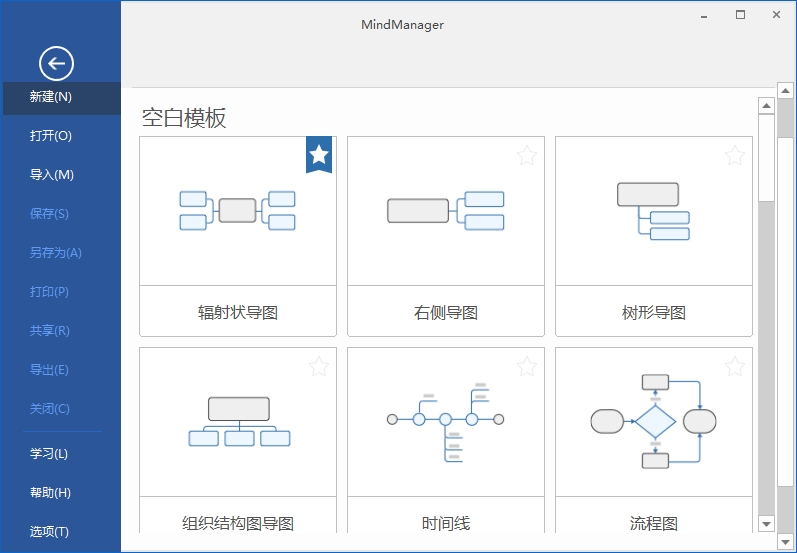 MindManager
新建(N)
打开(O)
导入(M)
保存(S)
另存为(A)
打印(P)
共享(R)
导出(E)
关闭(C)
学习(L)
帮助(H)
选项(T)
空白模板
辐射状导图
右侧导图
树形导图
组织结构图导图
时间线
流程图